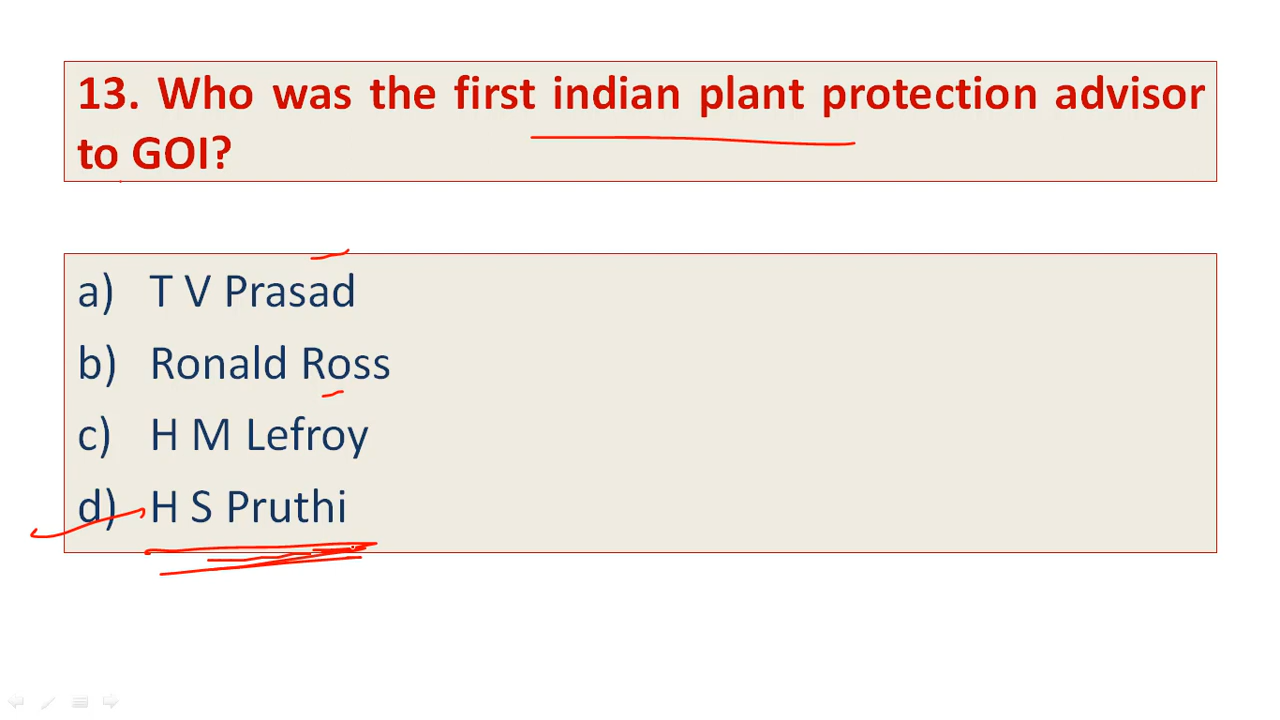 13. Who was the first indian plant protection advisor
to GOI?
a) T V Prasad
b) Ronald Ross
c) H M Lefroy
d) H S Pruthi